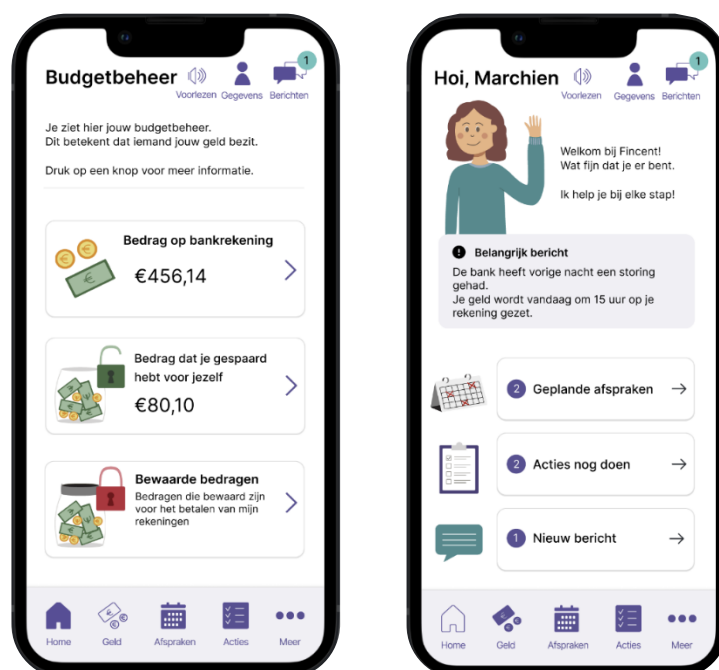 Budgetbeheer
1
Voorlezen Gegevens Berichten
Je ziet hier jouw budgetbeheer.
Dit betekent dat iemand jouw geld bezit.
Druk op een knop voor meer informatie.
Bedrag op bankrekening
€456,14
Bedrag dat je gespaard
hebt voor jezelf
€80,10
Bewaarde bedragen
Bedragen die bewaard zijn
voor het betalen van mijn
rekeningen
Home Geld Afspraken Acties Meer
Hoi, Marchien
1
Voorlezen Gegevens Berichten
Welkom bij Fincent!
Wat fijn dat je er bent.
Ik help je bij elke stap!
Belangrijk bericht
De bank heeft vorige nacht een storing
gehad.
Je geld wordt vandaag om 15 uur op je
rekening gezet.
2 Geplande afspraken
2 Acties nog doen
1 Nieuw bericht
Home Geld Afspraken Acties Meer